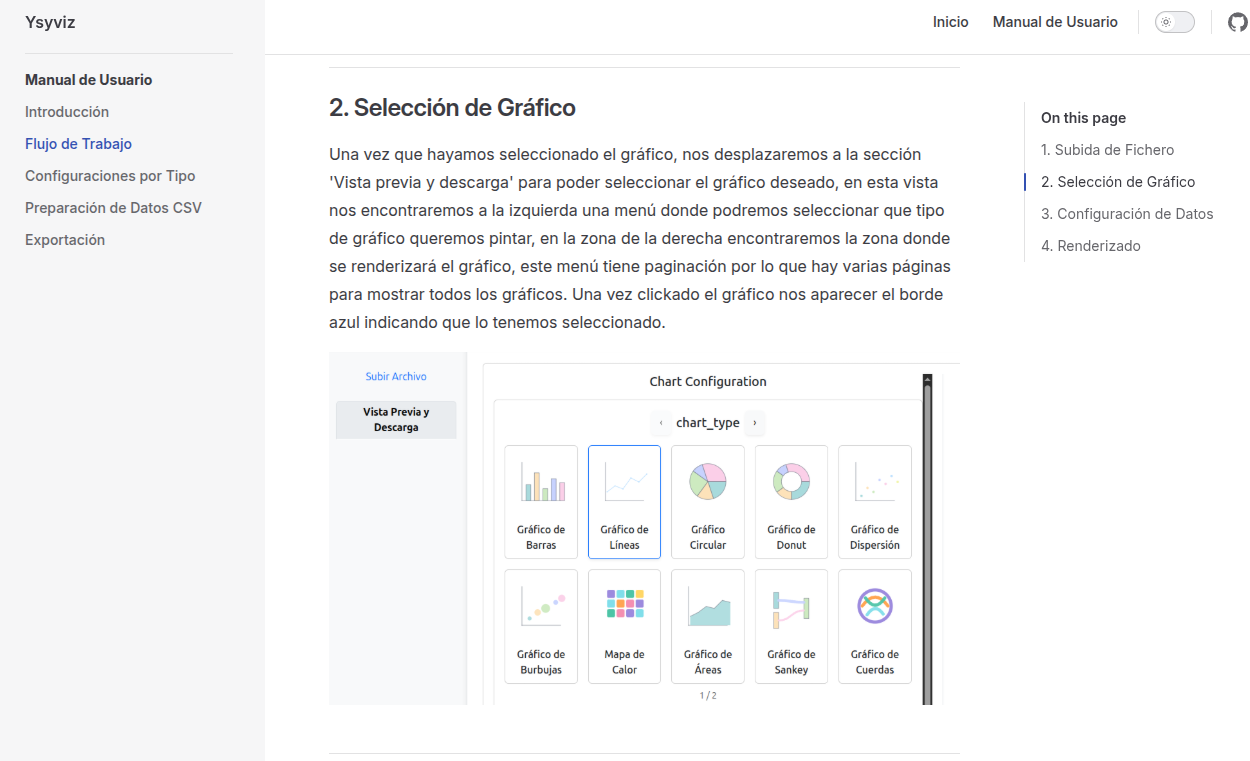 Ysyviz
Inicio
Manual de Usuario
Manual de Usuario
Introducción
Flujo de Trabajo
Configuraciones por Tipo
Preparación de Datos CSV
Exportación
2. Selección de Gráfico
Una vez que hayamos seleccionado el gráfico, nos desplazaremos a la sección
'Vista previa y descarga' para poder seleccionar el gráfico deseado, en esta vista
nos encontraremos a la izquierda una menú donde podremos seleccionar que tipo
de gráfico queremos pintar, en la zona de la derecha encontraremos la zona donde
se renderizará el gráfico, este menú tiene paginación por lo que hay varias páginas
para mostrar todos los gráficos. Una vez clickado el gráfico nos aparecer el borde
azul indicando que lo tenemos seleccionado.
Subir Archivo
Vista Previa y
Descarga
Chart Configuration
‹ chart_type ›
Gráfico de
Barras
Gráfico de
Líneas
Gráfico
Circular
Gráfico de
Donut
Gráfico de
Dispersión
Gráfico de
Burbujas
Mapa de
Calor
Gráfico de
Áreas
Gráfico de
Sankey
Gráfico de
Cuerdas
1 / 2
On this page
1. Subida de Fichero
2. Selección de Gráfico
3. Configuración de Datos
4. Renderizado